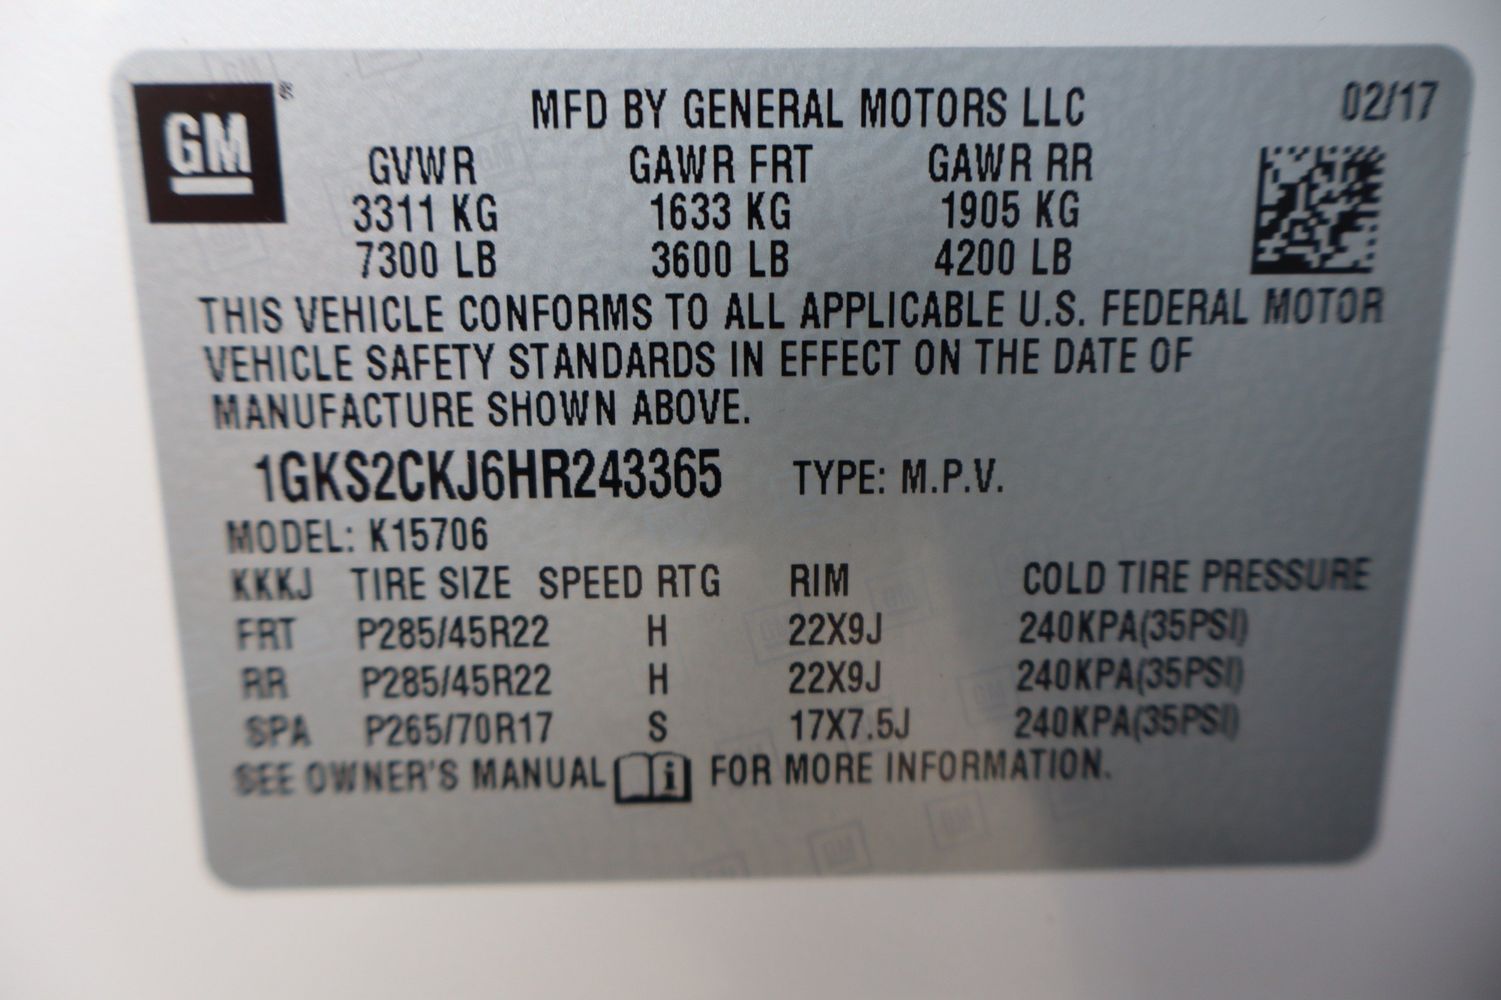 GM®
MFD BY GENERAL MOTORS LLC 02/17
GVWR GAWR FRT GAWR RR
3311 KG 1633 KG 1905 KG
7300 LB 3600 LB 4200 LB
THIS VEHICLE CONFORMS TO ALL APPLICABLE U.S. FEDERAL MOTOR
VEHICLE SAFETY STANDARDS IN EFFECT ON THE DATE OF
MANUFACTURE SHOWN ABOVE.
1GKS2CKJ6HR243365 TYPE: M.P.V.
MODEL: K15706
KKKJ TIRE SIZE SPEED RTG RIM COLD TIRE PRESSURE
FRT P285/45R22 H 22X9J 240KPA(35PSI)
RR P285/45R22 H 22X9J 240KPA(35PSI)
SPA P265/70R17 S 17X7.5J 240KPA(35PSI)
SEE OWNER'S MANUAL i FOR MORE INFORMATION.